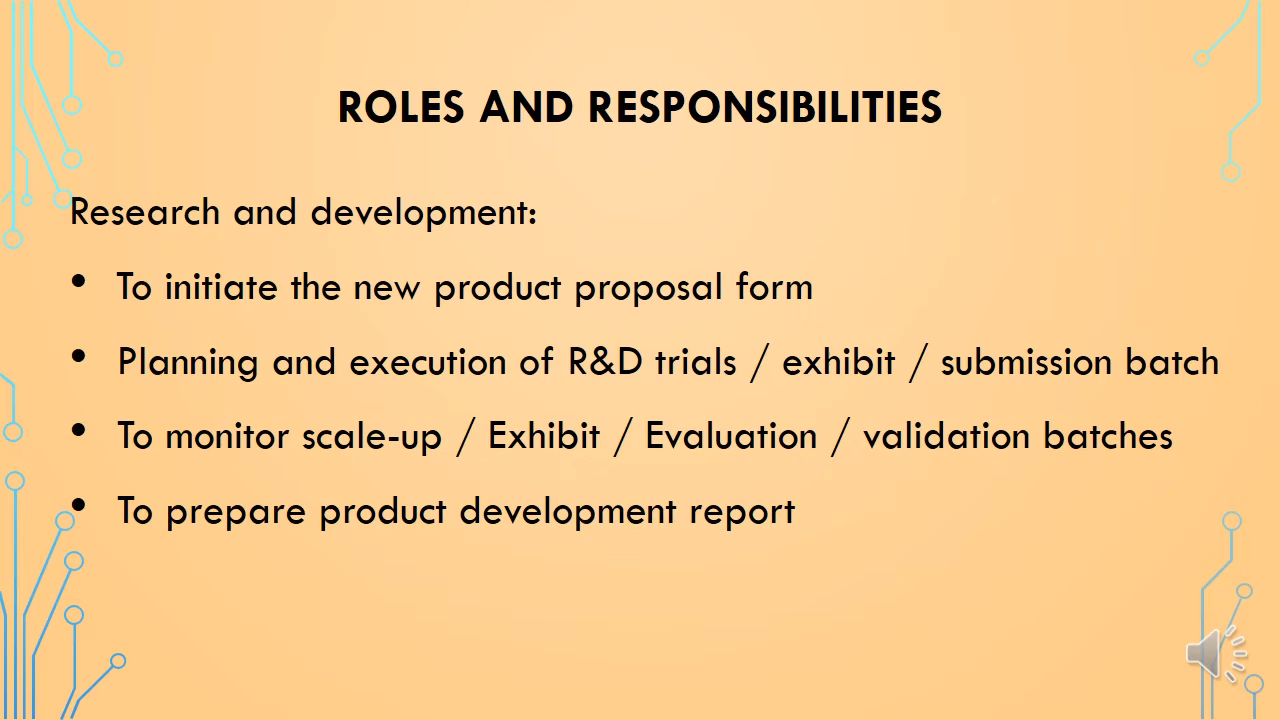 ROLES AND RESPONSIBILITIES
Research and development:
• To initiate the new product proposal form
• Planning and execution of R&D trials / exhibit / submission batch
• To monitor scale-up / Exhibit / Evaluation / validation batches
• To prepare product development report